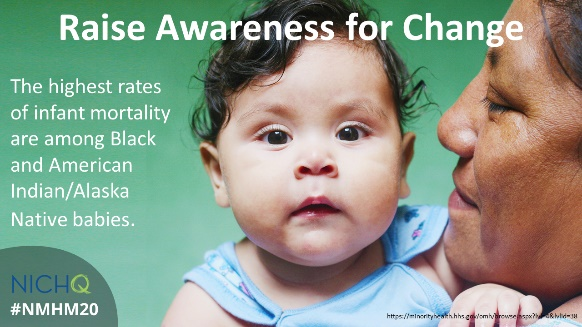 Raise Awareness for Change
The highest rates
of infant mortality
are among Black
and American
Indian/Alaska
Native babies.
NICHQ
#NMHM20